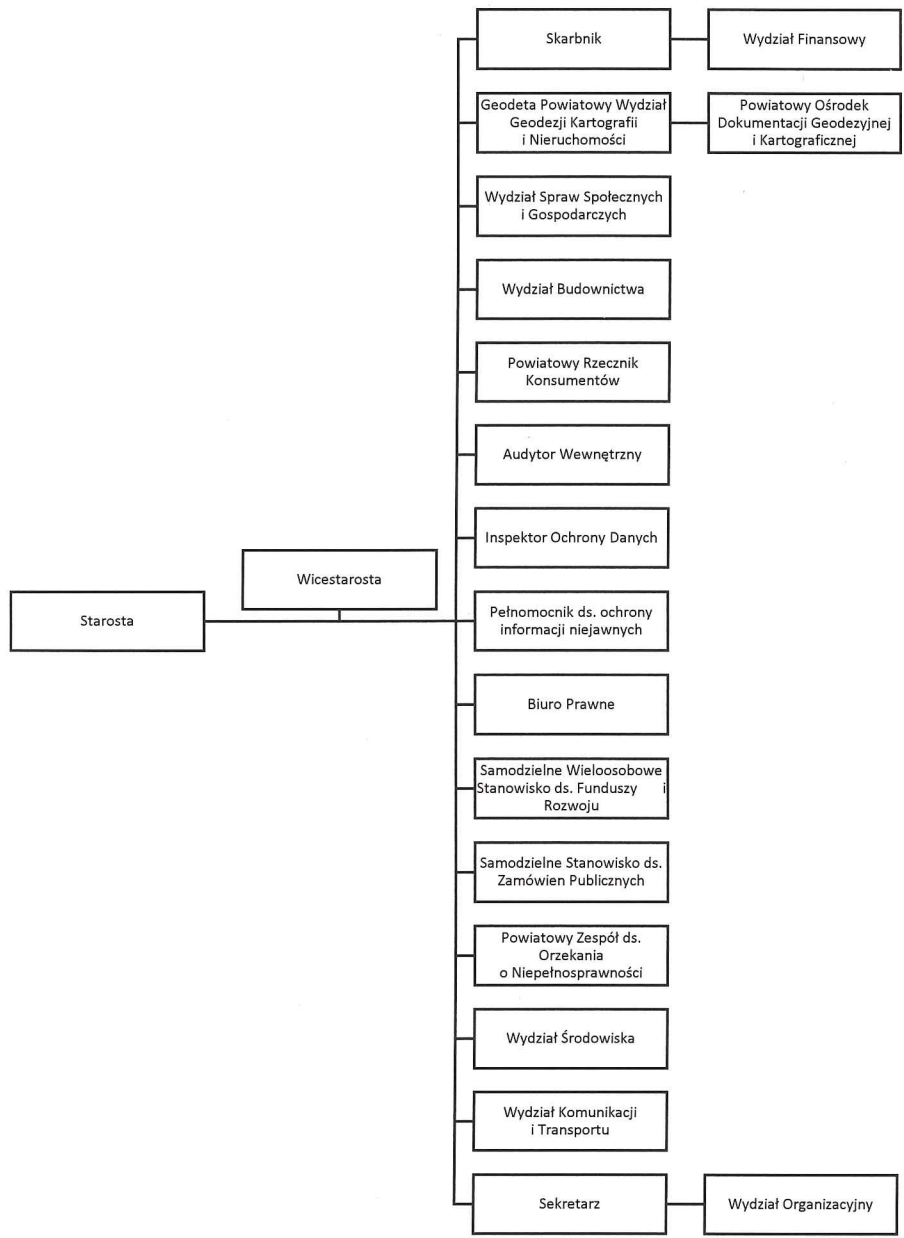 Skarbnik
Wydział Finansowy
Geodeta Powiatowy Wydział
Geodezji Kartografii
i Nieruchomości
Powiatowy Ośrodek
Dokumentacji Geodezyjnej
i Kartograficznej
Wydział Spraw Społecznych
i Gospodarczych
Wydział Budownictwa
Powiatowy Rzecznik
Konsumentów
Audytor Wewnętrzny
Inspektor Ochrony Danych
Wicestarosta
Starosta
Pełnomocnik ds. ochrony
informacji niejawnych
Biuro Prawne
Samodzielne Wieloosobowe
Stanowisko ds. Funduszy i
Rozwoju
Samodzielne Stanowisko ds.
Zamówien Publicznych
Powiatowy Zespół ds.
Orzekania
o Niepełnosprawności
Wydział Środowiska
Wydział Komunikacji
i Transportu
Sekretarz
Wydział Organizacyjny